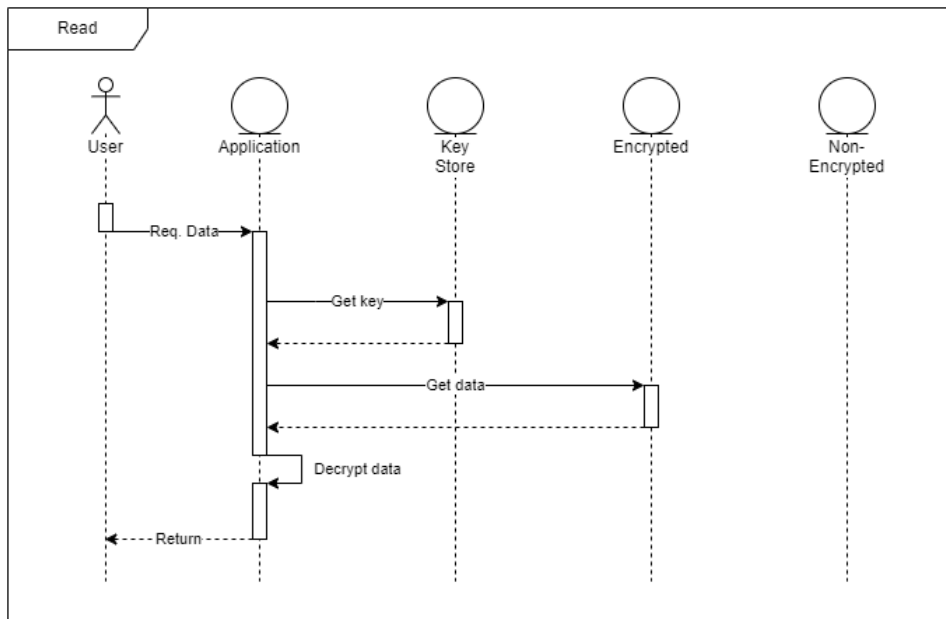 Read
User
Application
Key
Store
Encrypted
Non-
Encrypted
Req. Data
Get key
Get data
Decrypt data
Return